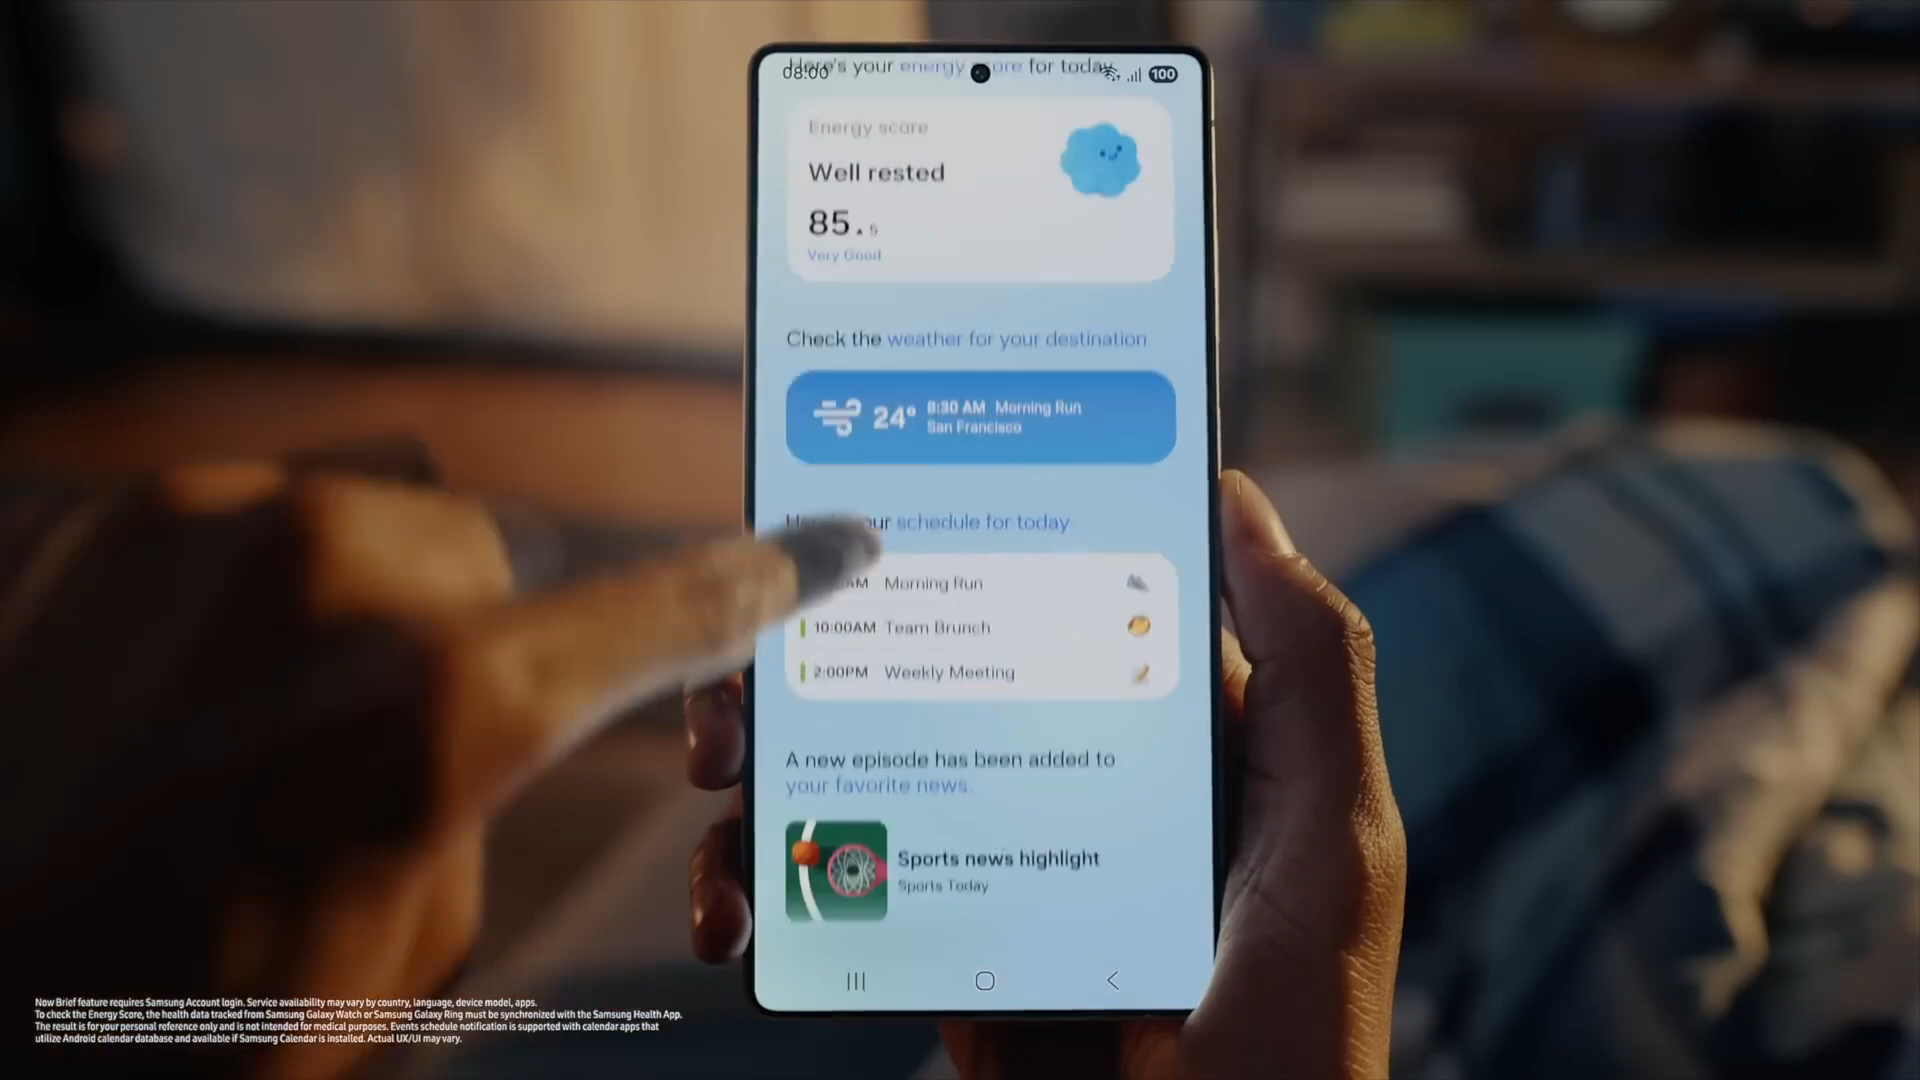 08:00
Here's your energy score for today.
100
Energy score
Well rested
85. ▲ 5
Very Good
Check the weather for your destination.
24° 8:30 AM Morning Run
San Francisco
your schedule for today.
AM Morning Run
10:00AM Team Brunch
2:00PM Weekly Meeting
A new episode has been added to
your favorite news.
Sports news highlight
Sports Today
Now Brief feature requires Samsung Account login. Service availability may vary by country, language, device model, apps.
To check the Energy Score, the health data tracked from Samsung Galaxy Watch or Samsung Galaxy Ring must be synchronized with the Samsung Health App.
The result is for your personal reference only and is not intended for medical purposes. Events schedule notification is supported with calendar apps that
utilize Android calendar database and available if Samsung Calendar is installed. Actual UX/UI may vary.